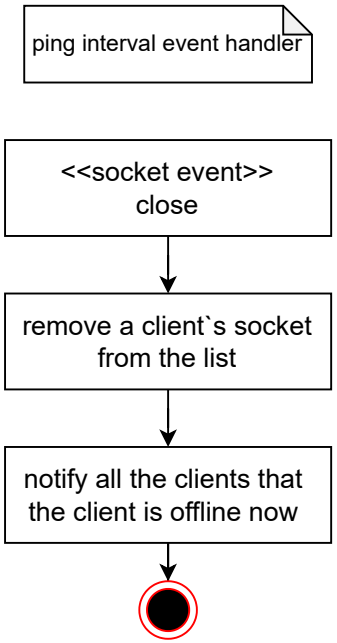 ping interval event handler
<<socket event>>
close
remove a client`s socket
from the list
notify all the clients that
the client is offline now